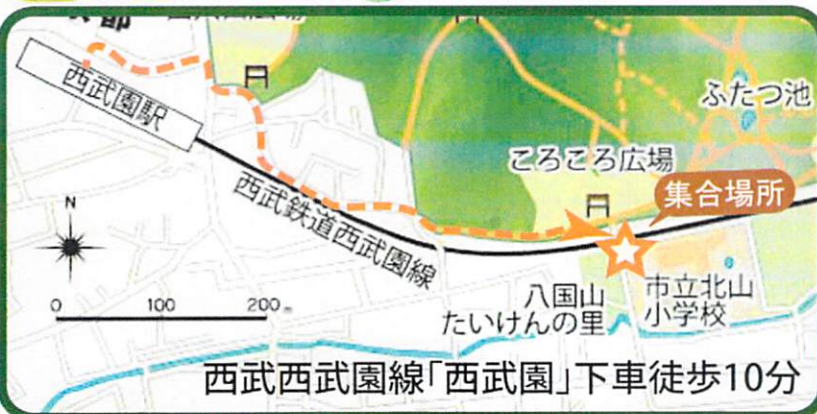 西武園駅
ふたつ池
ころころ広場
集合場所
西武鉄道西武園線
N
0 100 200m
八国山
たいけんの里
市立北山
小学校
西武西武園線「西武園」下車徒歩10分